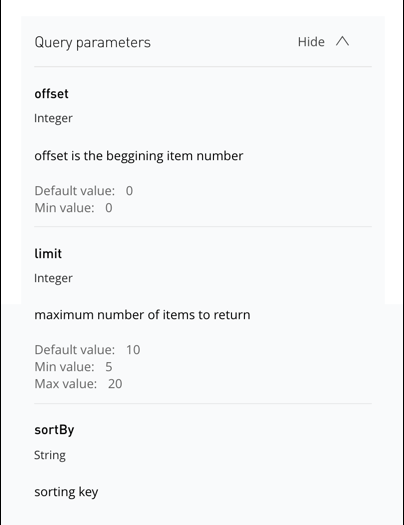 Query parameters Hide
offset
Integer
offset is the beggining item number
Default value: 0
Min value: 0
limit
Integer
maximum number of items to return
Default value: 10
Min value: 5
Max value: 20
sortBy
String
sorting key